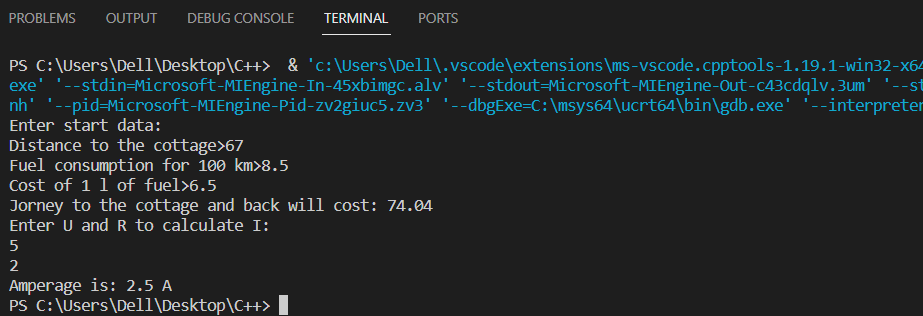 PROBLEMS OUTPUT DEBUG CONSOLE TERMINAL PORTS
PS C:\Users\Dell\Desktop\C++>  & 'c:\Users\Dell\.vscode\extensions\ms-vscode.cpptools-1.19.1-win32-x64
exe' '--stdin=Microsoft-MIEngine-In-45xbimgc.alv' '--stdout=Microsoft-MIEngine-Out-c43cdqlv.3um' '--st
nh' '--pid=Microsoft-MIEngine-Pid-zv2giuc5.zv3' '--dbgExe=C:\msys64\ucrt64\bin\gdb.exe' '--interpreter
Enter start data:
Distance to the cottage>67
Fuel consumption for 100 km>8.5
Cost of 1 l of fuel>6.5
Jorney to the cottage and back will cost: 74.04
Enter U and R to calculate I:
5
2
Amperage is: 2.5 A
PS C:\Users\Dell\Desktop\C++>